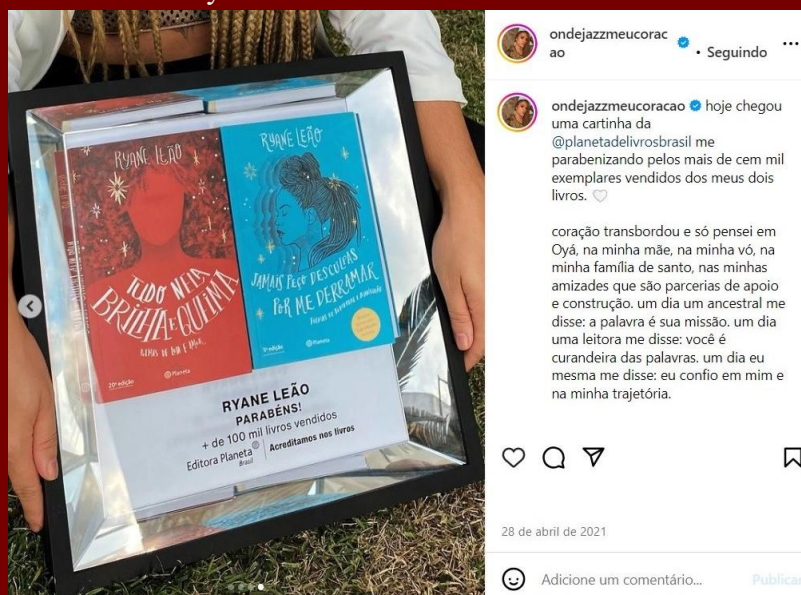 RYANE LEÃO
TUDO NELA
BRILHA E QUEIMA
20ª edição
Planeta
RYANE LEÃO
JAMAIS PEÇO DESCULPAS
POR ME DERRAMAR
5ª edição
Planeta
RYANE LEÃO
PARABÉNS!
+ de 100 mil livros vendidos
Editora Planeta
Brasil
Acreditamos nos livros
ondejazzmeucorac
ao
• Seguindo
ondejazzmeucoracao hoje chegou
uma cartinha da
@planetadelivrosbrasil me
parabenizando pelos mais de cem mil
exemplares vendidos dos meus dois
livros. 🤍
coração transbordou e só pensei em
Oyá, na minha mãe, na minha vó, na
minha família de santo, nas minhas
amizades que são parcerias de apoio
e construção. um dia um ancestral me
disse: a palavra é sua missão. um dia
uma leitora me disse: você é
curandeira das palavras. um dia eu
mesma me disse: eu confio em mim e
na minha trajetória.
28 de abril de 2021
Adicione um comentário...
Publicar